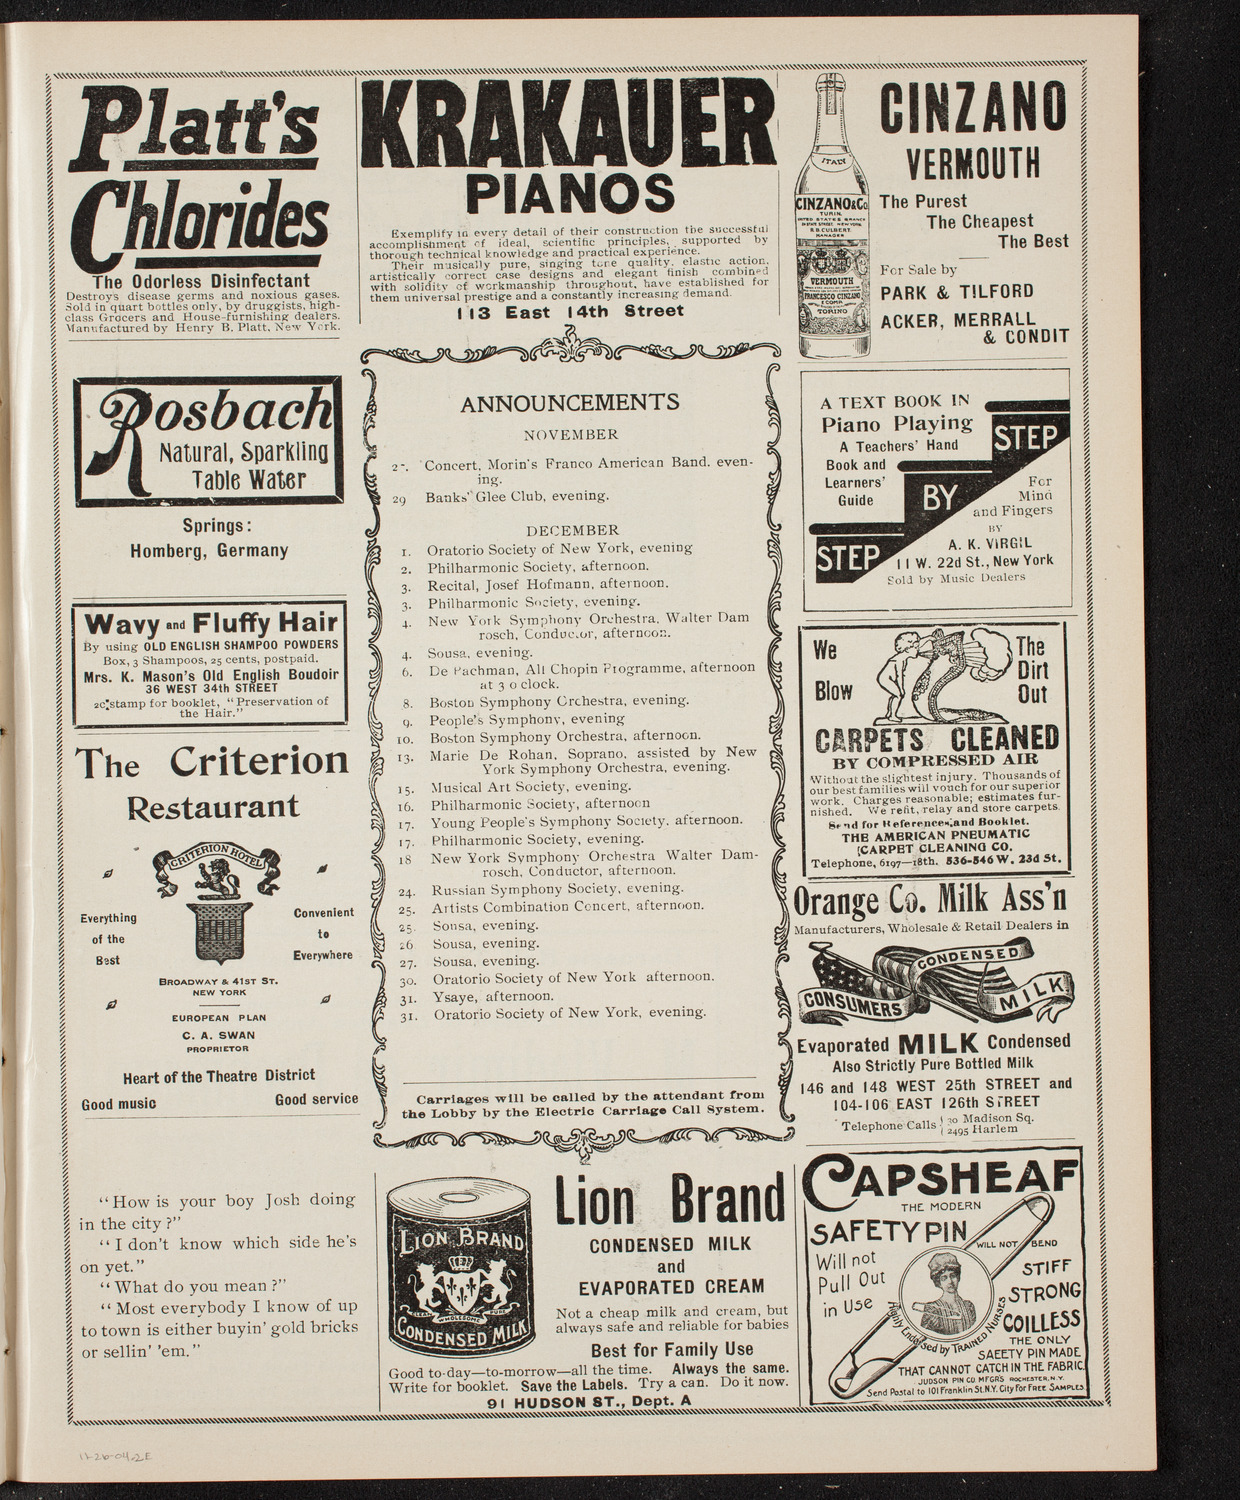 Platt's
Chlorides
The Odorless Disinfectant
Destroys disease germs and noxious gases.
Sold in quart bottles only, by druggists, high-
class Grocers and House-furnishing dealers.
Manufactured by Henry B. Platt, New York.
KRAKAUER
PIANOS
Exemplify in every detail of their construction the successful
accomplishment of ideal, scientific principles, supported by
thorough technical knowledge and practical experience.
Their musically pure, singing tone quality, elastic action,
artistically correct case designs and elegant finish combined
with solidity of workmanship throughout, have established for
them universal prestige and a constantly increasing demand.
113 East 14th Street
ITALY
CINZANO & Co.
TURIN.
UNITED STATES BRANCH
STATE STREET. NEW YORK
R.B. CULBERT.
MANAGER
VERMOUTH
FRANCESCO CINZANO
& COMP.
TORINO
CINZANO
VERMOUTH
The Purest
The Cheapest
The Best
For Sale by
PARK & TILFORD
ACKER, MERRALL
& CONDIT
Rosbach
Natural, Sparkling
Table Water
Springs:
Homberg, Germany
Wavy and Fluffy Hair
By using OLD ENGLISH SHAMPOO POWDERS
Box, 3 Shampoos, 25 cents, postpaid.
Mrs. K. Mason's Old English Boudoir
36 WEST 34th STREET
2c. stamp for booklet, "Preservation of
the Hair."
The Criterion
Restaurant
CRITERION HOTEL
Everything
of the
Best
Convenient
to
Everywhere
BROADWAY & 41ST ST.
NEW YORK
EUROPEAN PLAN
C. A. SWAN
PROPRIETOR
Heart of the Theatre District
Good music Good service
"How is your boy Josh doing
in the city?"
"I don't know which side he's
on yet."
"What do you mean?"
"Most everybody I know of up
to town is either buyin' gold bricks
or sellin' 'em."
ANNOUNCEMENTS
NOVEMBER
Concert, Morin's Franco American Band. even-
ing.
29 Banks' Glee Club, evening.
DECEMBER
1. Oratorio Society of New York, evening
2. Philharmonic Society, afternoon.
3. Recital, Josef Hofmann, afternoon.
3. Philharmonic Society, evening.
4. New York Symphony Orchestra, Walter Dam
rosch, Conductor, afternoon.
4. Sousa, evening.
6. De Pachman, All Chopin Programme, afternoon
at 3 o clock.
8. Boston Symphony Orchestra, evening.
9. People's Symphony, evening
10. Boston Symphony Orchestra, afternoon.
13. Marie De Rohan, Soprano, assisted by New
York Symphony Orchestra, evening.
15. Musical Art Society, evening.
16. Philharmonic Society, afternoon
17. Young People's Symphony Society. afternoon.
17. Philharmonic Society, evening.
18 New York Symphony Orchestra Walter Dam-
rosch, Conductor, afternoon.
24. Russian Symphony Society, evening.
25. Artists Combination Concert, afternoon.
25. Sousa, evening.
26 Sousa, evening.
27. Sousa, evening.
30. Oratorio Society of New York afternoon.
31. Ysaye, afternoon.
31. Oratorio Society of New York, evening.
Carriages will be called by the attendant from
the Lobby by the Electric Carriage Call System.
A TEXT BOOK IN
Piano Playing
A Teachers' Hand
Book and
Learners'
Guide
STEP
BY
STEP
For
Mind
and Fingers
BY
A. K. VIRGIL
11 W. 22d St., New York
Sold by Music Dealers
We
Blow
The
Dirt
Out
CARPETS CLEANED
BY COMPRESSED AIR
Without the slightest injury. Thousands of
our best families will vouch for our superior
work. Charges reasonable; estimates fur-
nished. We refit, relay and store carpets.
Send for References and Booklet.
THE AMERICAN PNEUMATIC
CARPET CLEANING CO.
Telephone, 6197—18th. 536-546 W. 23d St.
Orange Co. Milk Ass'n
Manufacturers, Wholesale & Retail Dealers in
CONDENSED
CONSUMERS MILK
Evaporated MILK Condensed
Also Strictly Pure Bottled Milk
146 and 148 WEST 25th STREET and
104-106 EAST 126th STREET
Telephone Calls { 30 Madison Sq.
2495 Harlem
LION BRAND
CLEAN WHOLESOME PURE
CONDENSED MILK
Lion Brand
CONDENSED MILK
and
EVAPORATED CREAM
Not a cheap milk and cream, but
always safe and reliable for babies
Best for Family Use
Good to-day—to-morrow—all the time. Always the same.
Write for booklet. Save the Labels. Try a can. Do it now.
91 HUDSON ST., Dept. A
CAPSHEAF
THE MODERN
SAFETY PIN
WILL NOT BEND
Will not
Pull Out
in Use
STIFF
STRONG
COILLESS
Highly Endorsed by TRAINED NURSES
THE ONLY
SAFETY PIN MADE
THAT CANNOT CATCH IN THE FABRIC.
JUDSON PIN CO MFGRS ROCHESTER, N.Y.
Send Postal to 101 Franklin St. N.Y. City For FREE SAMPLES
11-26-04.2E